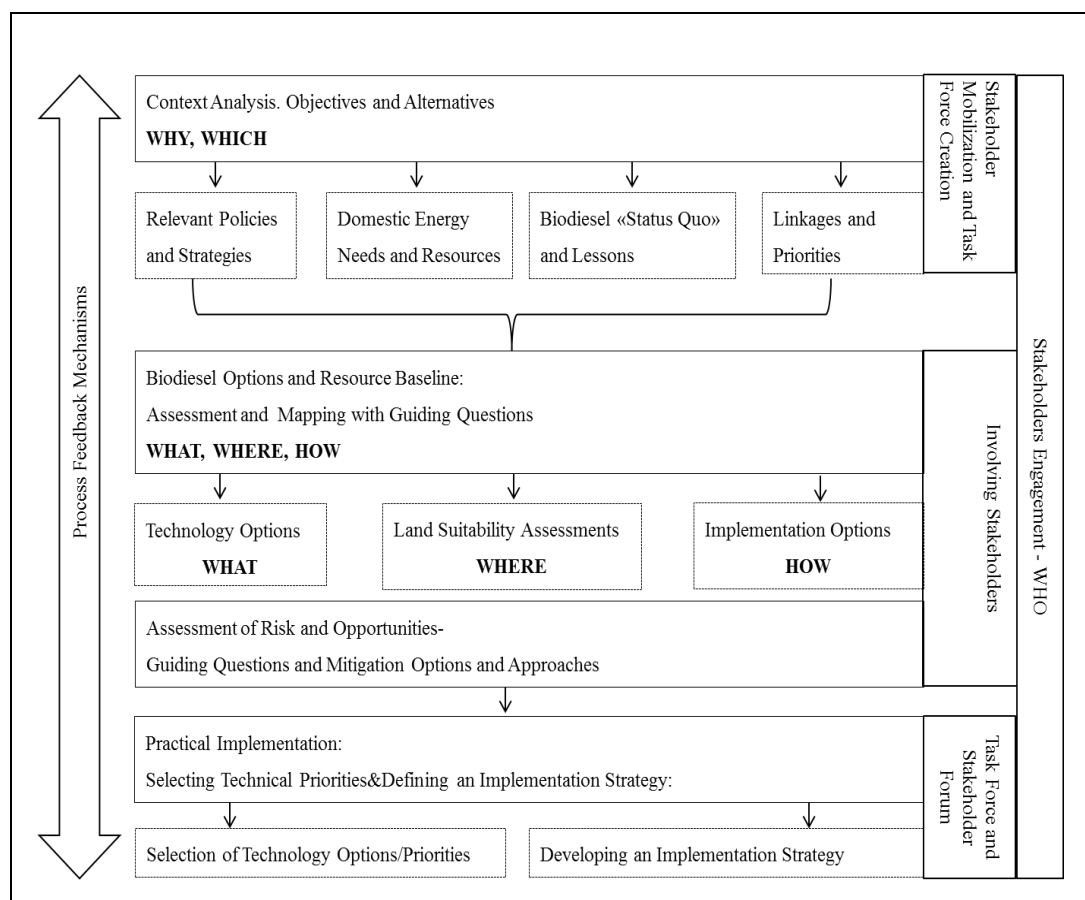 Process Feedback Mechanisms
Context Analysis. Objectives and Alternatives
WHY, WHICH
Relevant Policies
and Strategies
Domestic Energy
Needs and Resources
Biodiesel «Status Quo»
and Lessons
Linkages and
Priorities
Stakeholder
Mobilization and Task
Force Creation
Biodiesel Options and Resource Baseline:
Assessment and Mapping with Guiding Questions
WHAT, WHERE, HOW
Technology Options
WHAT
Land Suitability Assessments
WHERE
Implementation Options
HOW
Assessment of Risk and Opportunities-
Guiding Questions and Mitigation Options and Approaches
Involving Stakeholders
Practical Implementation:
Selecting Technical Priorities&Defining an Implementation Strategy:
Selection of Technology Options/Priorities
Developing an Implementation Strategy
Task Force and
Stakeholder
Forum
Stakeholders Engagement - WHO